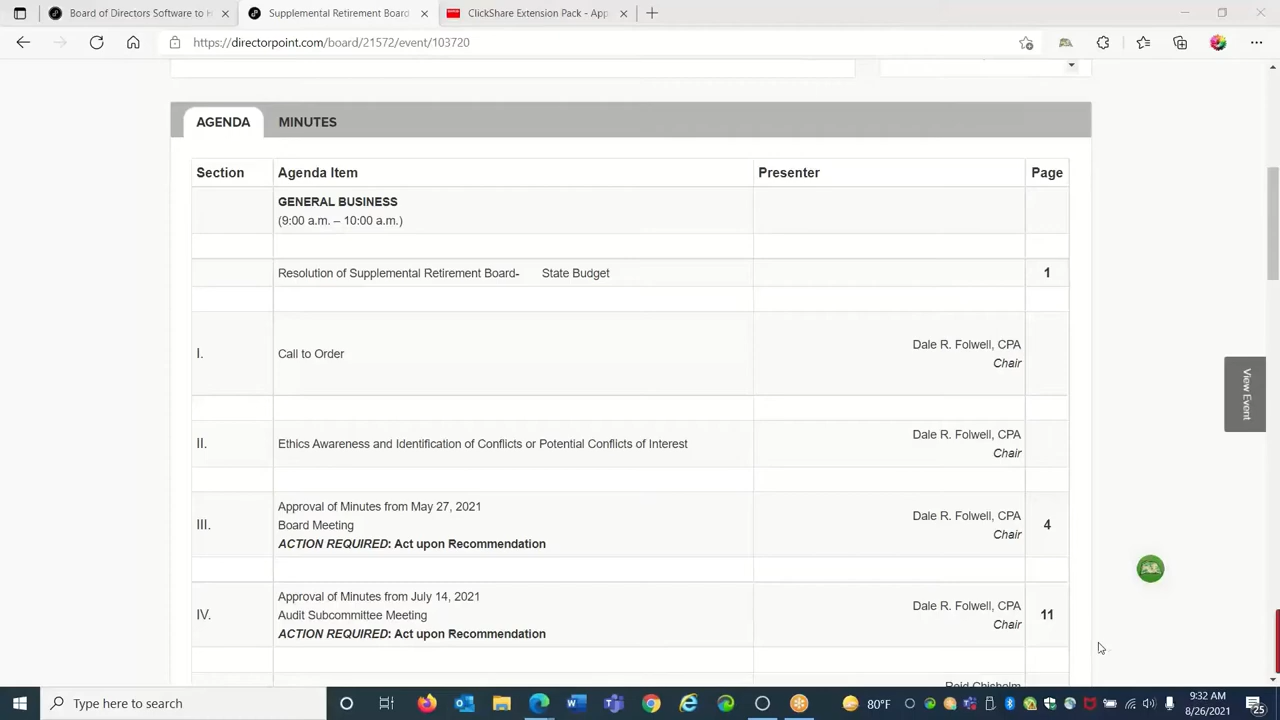 Board of Directors Software to H
Supplemental Retirement Board
ClickShare Extension Pack - App
https://directorpoint.com/board/21572/event/103720
AGENDA MINUTES
Section Agenda Item Presenter Page
GENERAL BUSINESS
(9:00 a.m. – 10:00 a.m.)
Resolution of Supplemental Retirement Board- State Budget 1
Dale R. Folwell, CPA
I. Call to Order
Chair
Dale R. Folwell, CPA
II. Ethics Awareness and Identification of Conflicts or Potential Conflicts of Interest
Chair
Approval of Minutes from May 27, 2021
Dale R. Folwell, CPA
III. Board Meeting 4
Chair
ACTION REQUIRED: Act upon Recommendation
Approval of Minutes from July 14, 2021
Dale R. Folwell, CPA
IV. Audit Subcommittee Meeting 11
Chair
ACTION REQUIRED: Act upon Recommendation
Reid Chisholm
View Event
Type here to search
80°F
9:32 AM
8/26/2021
25